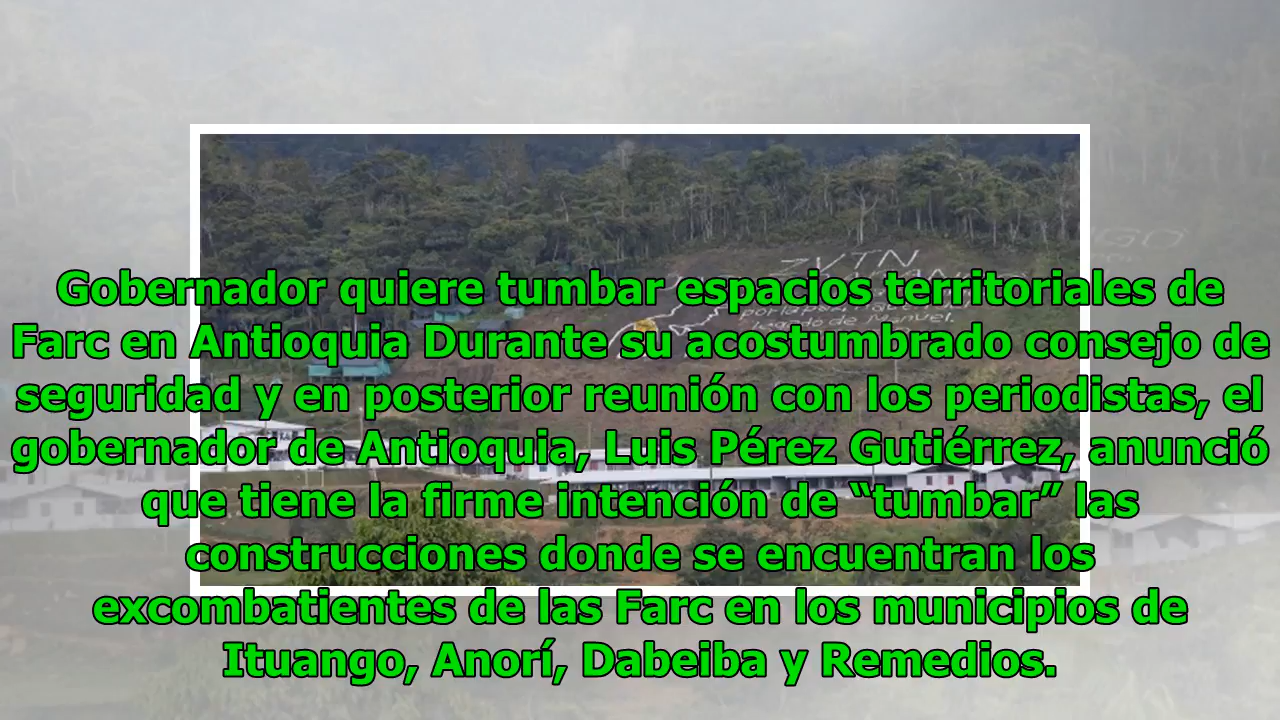 ZVTN
Gobernador quiere tumbar espacios territoriales de
Farc en Antioquia Durante su acostumbrado consejo de
seguridad y en posterior reunión con los periodistas, el
gobernador de Antioquia, Luis Pérez Gutiérrez, anunció
que tiene la firme intención de “tumbar” las
construcciones donde se encuentran los
excombatientes de las Farc en los municipios de
Ituango, Anorí, Dabeiba y Remedios.